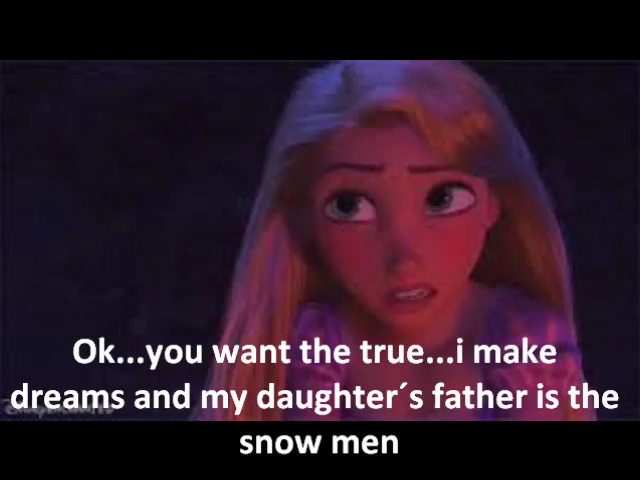 Ok...you want the true...i make
dreams and my daughter´s father is the
snow men